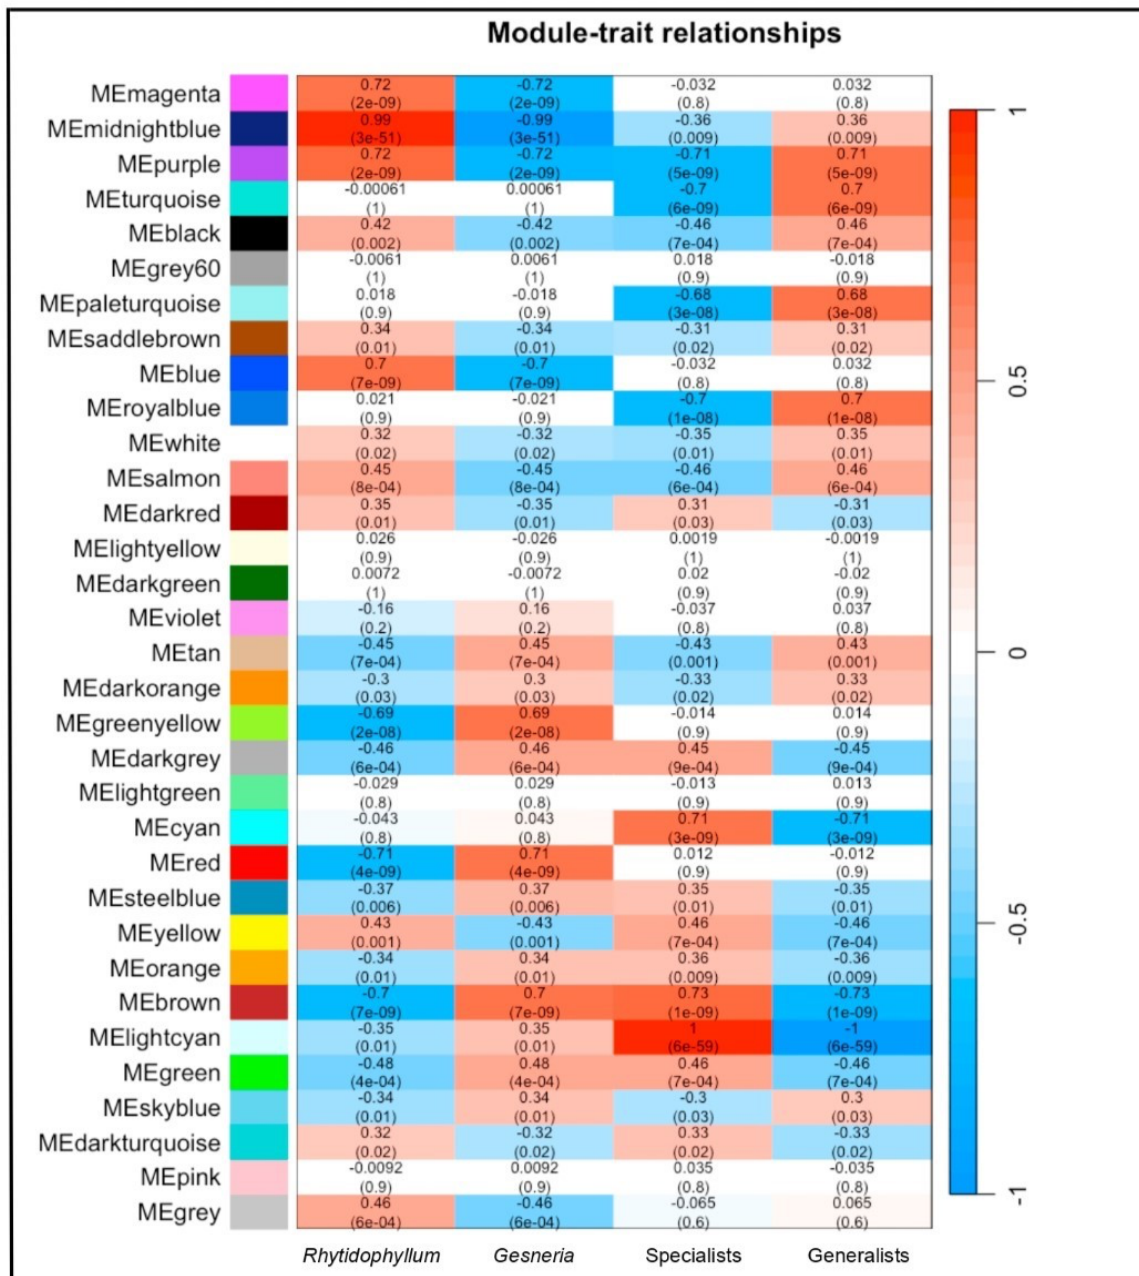 Module-trait relationships
MEmagenta 0.72 -0.72 -0.032 0.032
(2e-09) (2e-09) (0.8) (0.8)
MEmidnightblue 0.99 -0.99 -0.36 0.36
(3e-51) (3e-51) (0.009) (0.009)
MEpurple 0.72 -0.72 -0.71 0.71
(2e-09) (2e-09) (5e-09) (5e-09)
MEturquoise -0.00061 0.00061 -0.7 0.7
(1) (1) (6e-09) (6e-09)
MEblack 0.42 -0.42 -0.46 0.46
(0.002) (0.002) (7e-04) (7e-04)
MEgrey60 -0.0061 0.0061 0.018 -0.018
(1) (1) (0.9) (0.9)
MEpaleturquoise 0.018 -0.018 -0.68 0.68
(0.9) (0.9) (3e-08) (3e-08)
MEsaddlebrown 0.34 -0.34 -0.31 0.31
(0.01) (0.01) (0.02) (0.02)
MEblue 0.7 -0.7 -0.032 0.032
(7e-09) (7e-09) (0.8) (0.8)
MEroyalblue 0.021 -0.021 -0.7 0.7
(0.9) (0.9) (1e-08) (1e-08)
MEwhite 0.32 -0.32 -0.35 0.35
(0.02) (0.02) (0.01) (0.01)
MEsalmon 0.45 -0.45 -0.46 0.46
(8e-04) (8e-04) (6e-04) (6e-04)
MEdarkred 0.35 -0.35 0.31 -0.31
(0.01) (0.01) (0.03) (0.03)
MElightyellow 0.026 -0.026 0.0019 -0.0019
(0.9) (0.9) (1) (1)
MEdarkgreen 0.0072 -0.0072 0.02 -0.02
(1) (1) (0.9) (0.9)
MEviolet -0.16 0.16 -0.037 0.037
(0.2) (0.2) (0.8) (0.8)
MEtan -0.45 0.45 -0.43 0.43
(7e-04) (7e-04) (0.001) (0.001)
MEdarkorange -0.3 0.3 -0.33 0.33
(0.03) (0.03) (0.02) (0.02)
MEgreenyellow -0.69 0.69 -0.014 0.014
(2e-08) (2e-08) (0.9) (0.9)
MEdarkgrey -0.46 0.46 0.45 -0.45
(6e-04) (6e-04) (9e-04) (9e-04)
MElightgreen -0.029 0.029 -0.013 0.013
(0.8) (0.8) (0.9) (0.9)
MEcyan -0.043 0.043 0.71 -0.71
(0.8) (0.8) (3e-09) (3e-09)
MEred -0.71 0.71 0.012 -0.012
(4e-09) (4e-09) (0.9) (0.9)
MEsteelblue -0.37 0.37 0.35 -0.35
(0.006) (0.006) (0.01) (0.01)
MEyellow 0.43 -0.43 0.46 -0.46
(0.001) (0.001) (7e-04) (7e-04)
MEorange -0.34 0.34 0.36 -0.36
(0.01) (0.01) (0.009) (0.009)
MEbrown -0.7 0.7 0.73 -0.73
(7e-09) (7e-09) (1e-09) (1e-09)
MElightcyan -0.35 0.35 1 -1
(0.01) (0.01) (6e-59) (6e-59)
MEgreen -0.48 0.48 0.46 -0.46
(4e-04) (4e-04) (7e-04) (7e-04)
MEskyblue -0.34 0.34 -0.3 0.3
(0.01) (0.01) (0.03) (0.03)
MEdarkturquoise 0.32 -0.32 0.33 -0.33
(0.02) (0.02) (0.02) (0.02)
MEpink -0.0092 0.0092 0.035 -0.035
(0.9) (0.9) (0.8) (0.8)
MEgrey 0.46 -0.46 -0.065 0.065
(6e-04) (6e-04) (0.6) (0.6)
Rhytidophyllum Gesneria Specialists Generalists
1
0.5
0
-0.5
-1